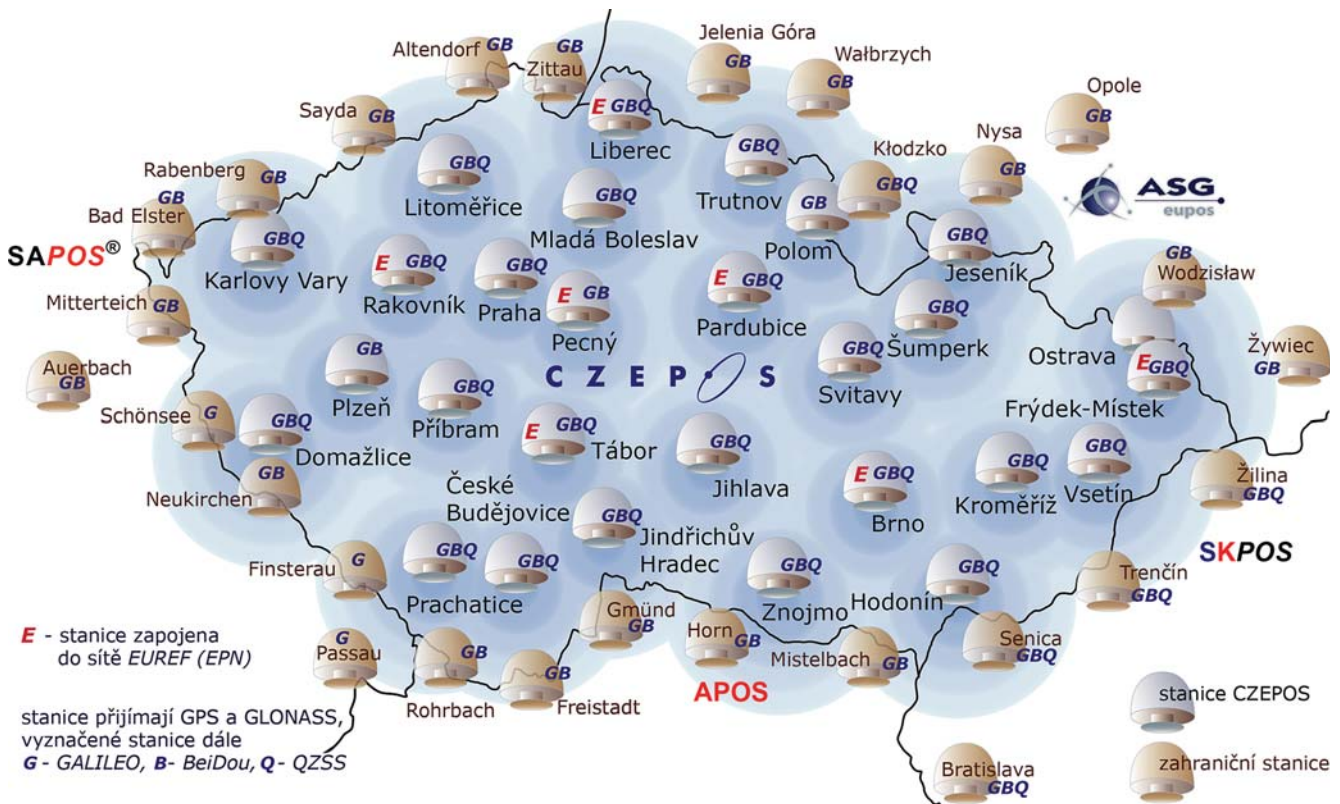 Altendorf GB
GB
Zittau
Jelenia Góra
GB
Wałbrzych
GB
Opole
GB
Sayda
GB
E GBQ
Liberec
Nysa
GB
Rabenberg
GB
GBQ
Litoměřice
GBQ
Trutnov
Kłodzko
GBQ
ASG
eupos
GB
Bad Elster
GBQ
Mladá Boleslav
GB
Polom
GBQ
Jeseník
SAPOS®
GBQ
Karlovy Vary
E GBQ
Rakovník
GBQ
Praha
E GB
Pecný
E GBQ
Pardubice
GBQ
Šumperk
GB
Wodzisław
Mitterteich
GB
Ostrava
Auerbach
GB
GB
Plzeň
CZEPOS
GBQ
Svitavy
EGBQ
Frýdek-Místek
Żywiec
GB
Schönsee
G
GBQ
Domažlice
GBQ
Příbram
E GBQ
Tábor
GBQ
Jihlava
E GBQ
Brno
GBQ
Kroměříž
GBQ
Vsetín
Žilina
GBQ
Neukirchen
GB
České
Budějovice
GBQ
Jindřichův
Hradec
SKPOS
Finsterau
G
GBQ
Prachatice
GBQ
GBQ
Znojmo
GBQ
Hodonín
Trenčín
GBQ
G
Passau
GB
Rohrbach
GB
Freistadt
Gmünd
GB
Horn
GB
APOS
Mistelbach
GB
Senica
GBQ
Bratislava
GBQ
E - stanice zapojena
do sítě EUREF (EPN)
stanice přijímají GPS a GLONASS,
vyznačené stanice dále
G - GALILEO, B- BeiDou, Q - QZSS
stanice CZEPOS
zahraniční stanice